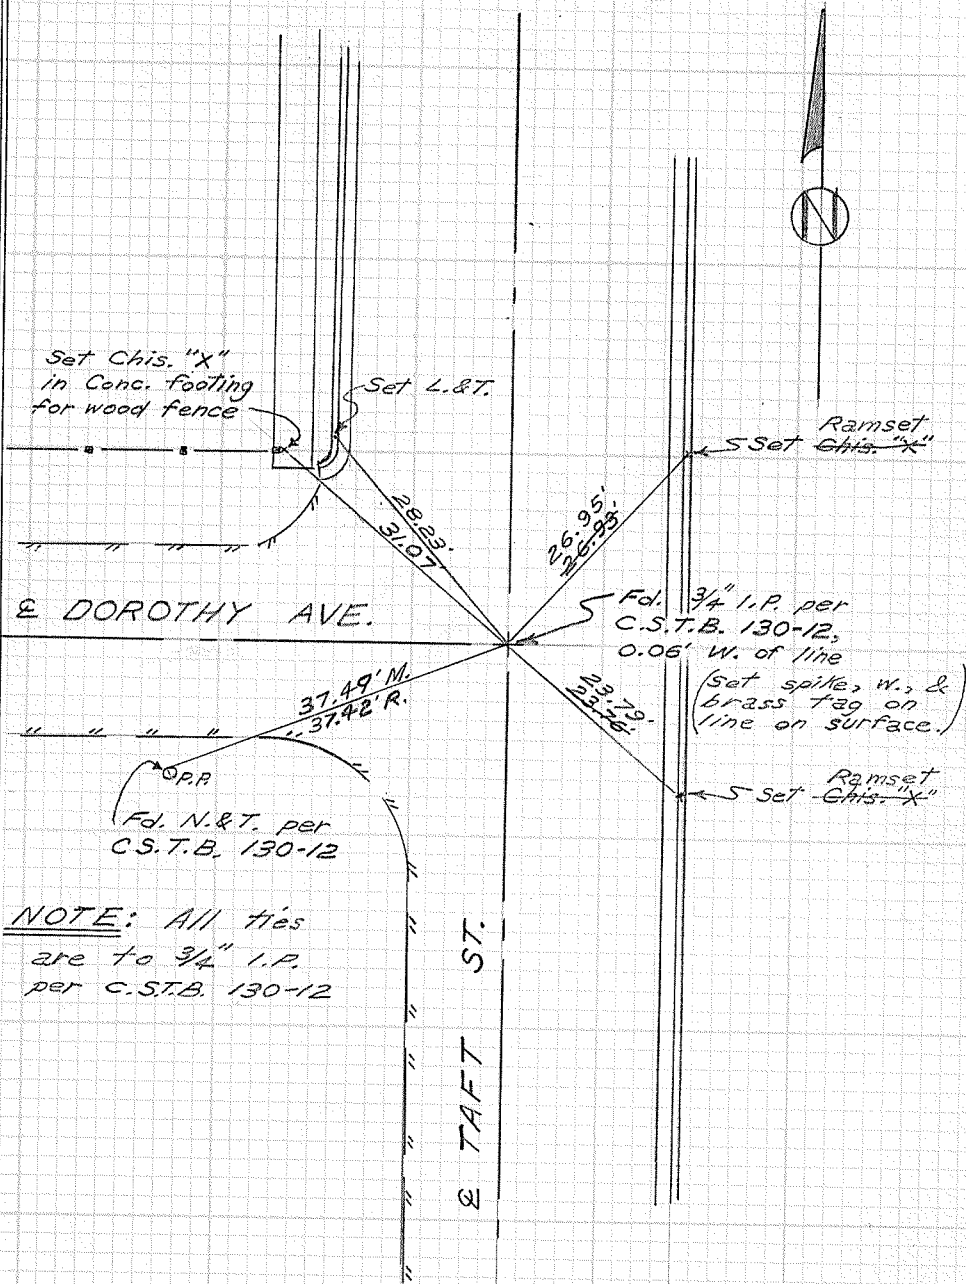 N
Set Chis. "X"
in Conc. footing
for wood fence
Set L.&T.
Ramset
Set Chis. "X"
28.23'
31.07'
26.95'
26.93'
℄ DOROTHY AVE.
Fd. 3/4" I.P. per
C.S.T.B. 130-12,
0.06' W. of line
(Set spike, W., &
brass tag on
line on surface.)
37.49' M.
37.42' R.
23.79'
23.76'
P.P.
Fd. N.&T. per
C.S.T.B. 130-12
Ramset
Set Chis. "X"
NOTE: All ties
are to 3/4" I.P.
per C.S.T.B. 130-12
℄ TAFT ST.